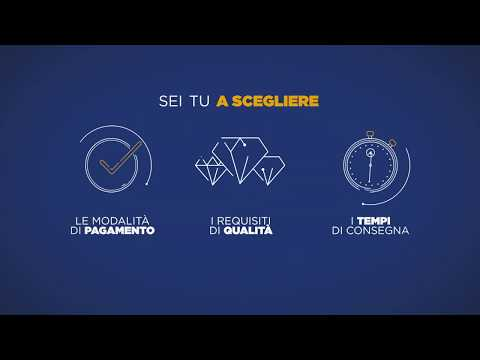 SEI TU A SCEGLIERE
LE MODALITÀ
DI PAGAMENTO
I REQUISITI
DI QUALITÀ
I TEMPI
DI CONSEGNA